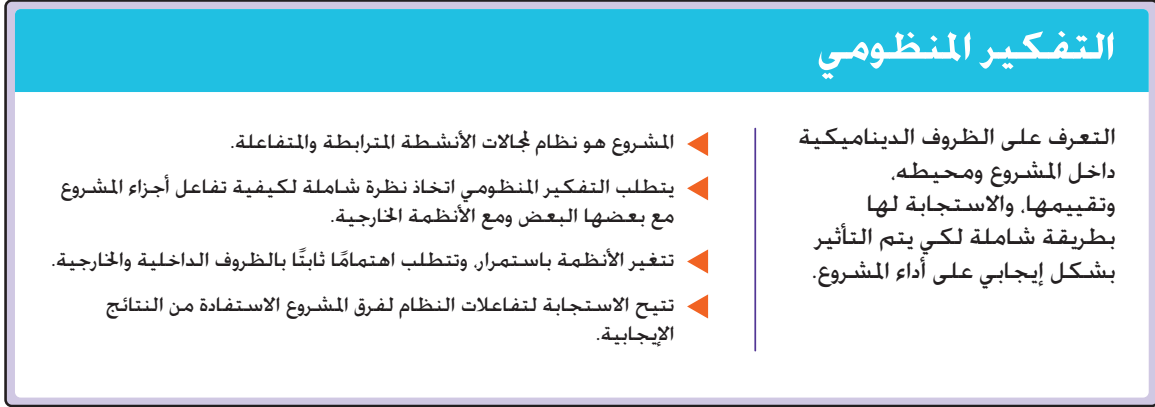 التفكير المنظومي
التعرف على الظروف الديناميكية
داخل المشروع ومحيطه،
وتقييمها، والاستجابة لها
بطريقة شاملة لكي يتم التأثير
بشكل إيجابي على أداء المشروع.
المشروع هو نظام لمجالات الأنشطة المترابطة والمتفاعلة.
يتطلب التفكير المنظومي اتخاذ نظرة شاملة لكيفية تفاعل أجزاء المشروع
مع بعضها البعض ومع الأنظمة الخارجية.
تتغير الأنظمة باستمرار، وتتطلب اهتمامًا ثابتًا بالظروف الداخلية والخارجية.
تتيح الاستجابة لتفاعلات النظام لفرق المشروع الاستفادة من النتائج
الإيجابية.